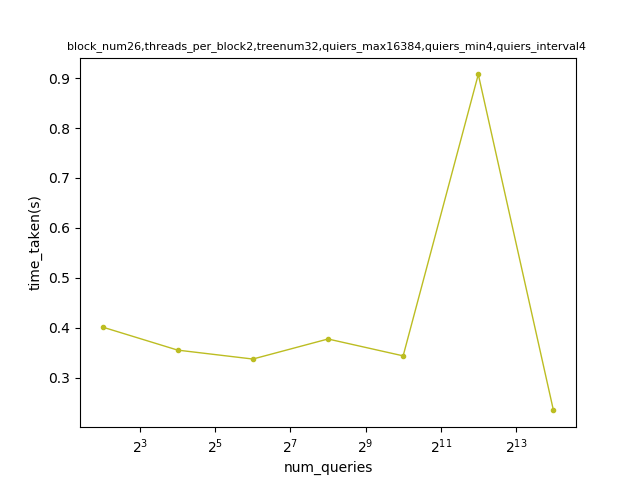 block_num26,threads_per_block2,treenum32,quiers_max16384,quiers_min4,quiers_interval4
0.9
0.8
0.7
0.6
0.5
0.4
0.3
time_taken(s)
2^3 2^5 2^7 2^9 2^11 2^13
num_queries